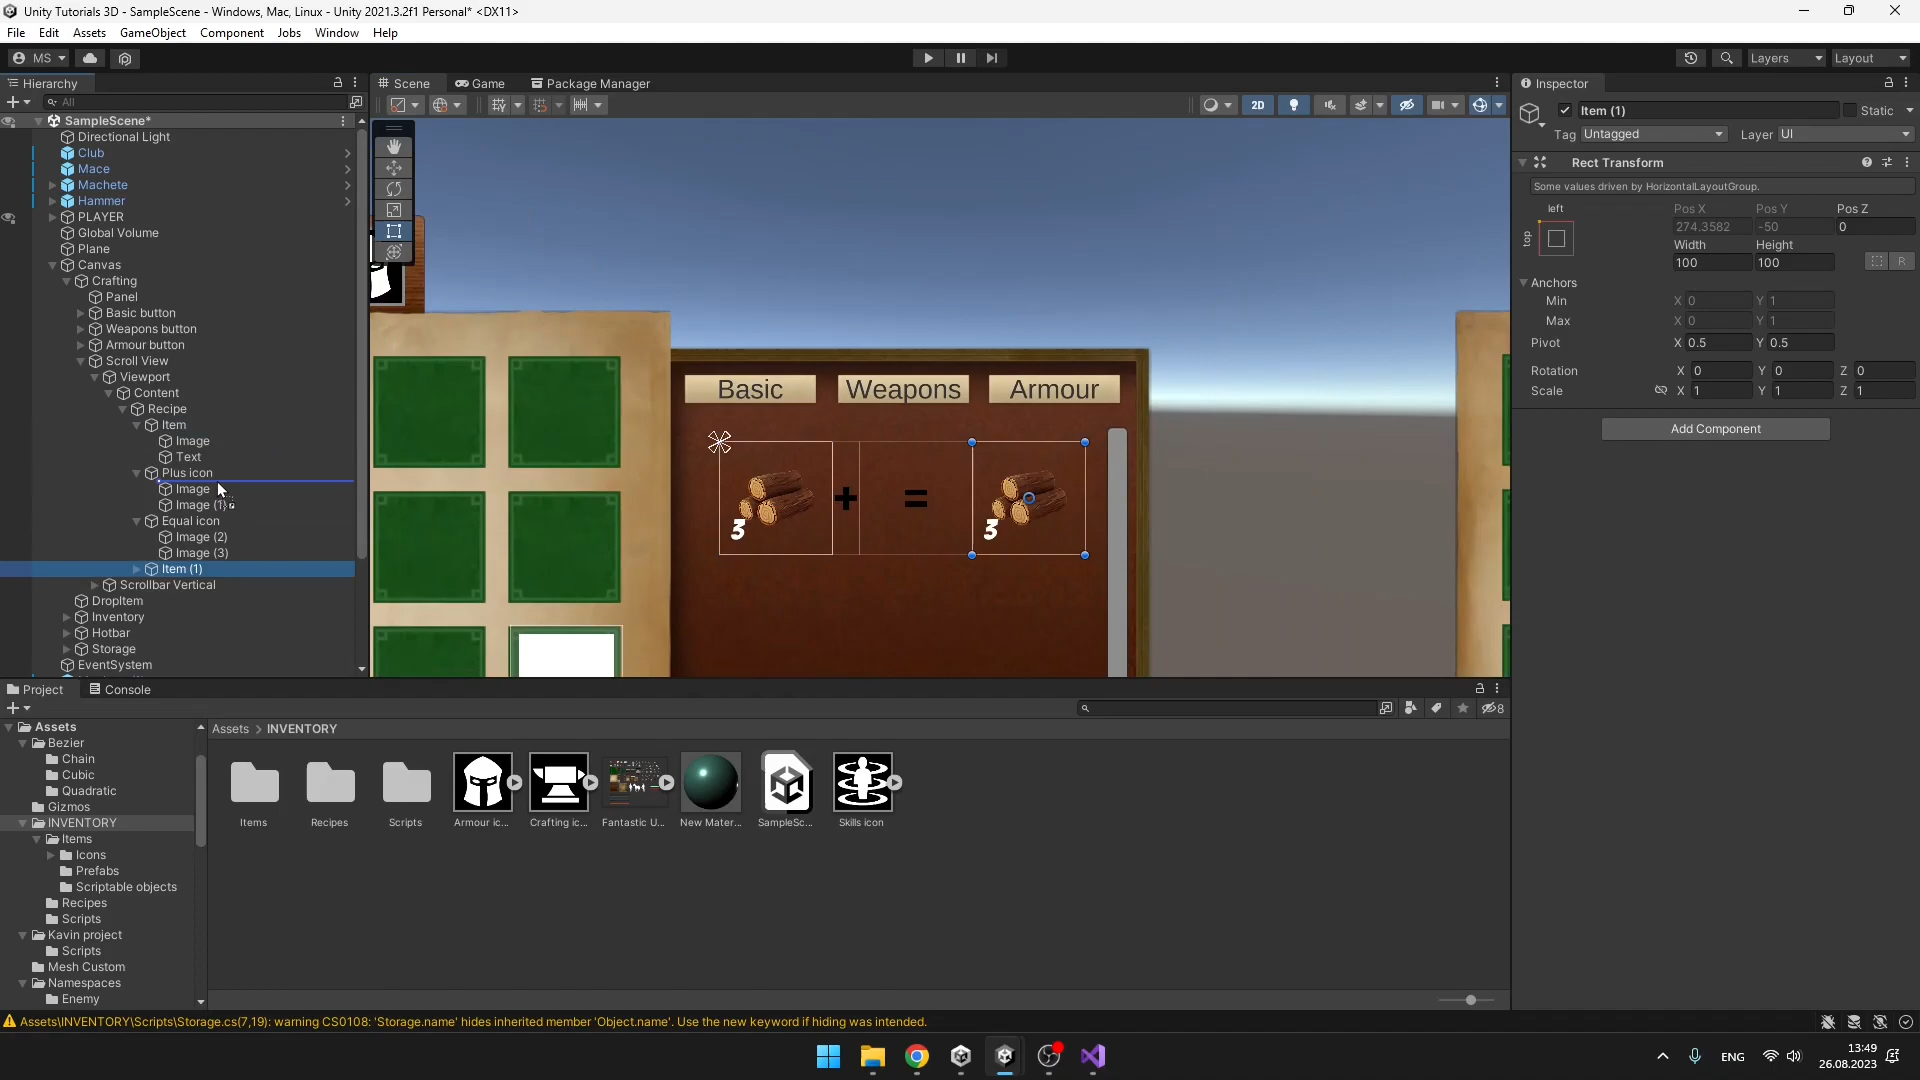 Unity Tutorials 3D - SampleScene - Windows, Mac, Linux - Unity 2021.3.2f1 Personal* <DX11>
File Edit Assets GameObject Component Jobs Window Help
MS Layers Layout
Hierarchy
All
SampleScene*
Directional Light
Club
Mace
Machete
Hammer
PLAYER
Global Volume
Plane
Canvas
Crafting
Panel
Basic button
Weapons button
Armour button
Scroll View
Viewport
Content
Recipe
Item
Image
Text
Plus icon
Image
Image (1)
Equal icon
Image (2)
Image (3)
Item (1)
Scrollbar Vertical
DropItem
Inventory
Hotbar
Storage
EventSystem
Scene Game Package Manager
2D
Basic Weapons Armour
3 + = 3
Inspector
Item (1) Static
Tag Untagged Layer UI
Rect Transform
Some values driven by HorizontalLayoutGroup.
left Pos X Pos Y Pos Z
top 274.3582 -50 0
Width Height
100 100 R
Anchors
Min X 0 Y 1
Max X 0 Y 1
Pivot X 0.5 Y 0.5
Rotation X 0 Y 0 Z 0
Scale X 1 Y 1 Z 1
Add Component
Project Console
8
Assets
Bezier
Chain
Cubic
Quadratic
Gizmos
INVENTORY
Items
Icons
Prefabs
Scriptable objects
Recipes
Scripts
Kavin project
Scripts
Mesh Custom
Namespaces
Enemy
Assets > INVENTORY
Items Recipes Scripts Armour ic... Crafting ic... Fantastic U... New Mater... SampleSc... Skills icon
Assets\INVENTORY\Scripts\Storage.cs(7,19): warning CS0108: 'Storage.name' hides inherited member 'Object.name'. Use the new keyword if hiding was intended.
ENG 13:49
26.08.2023